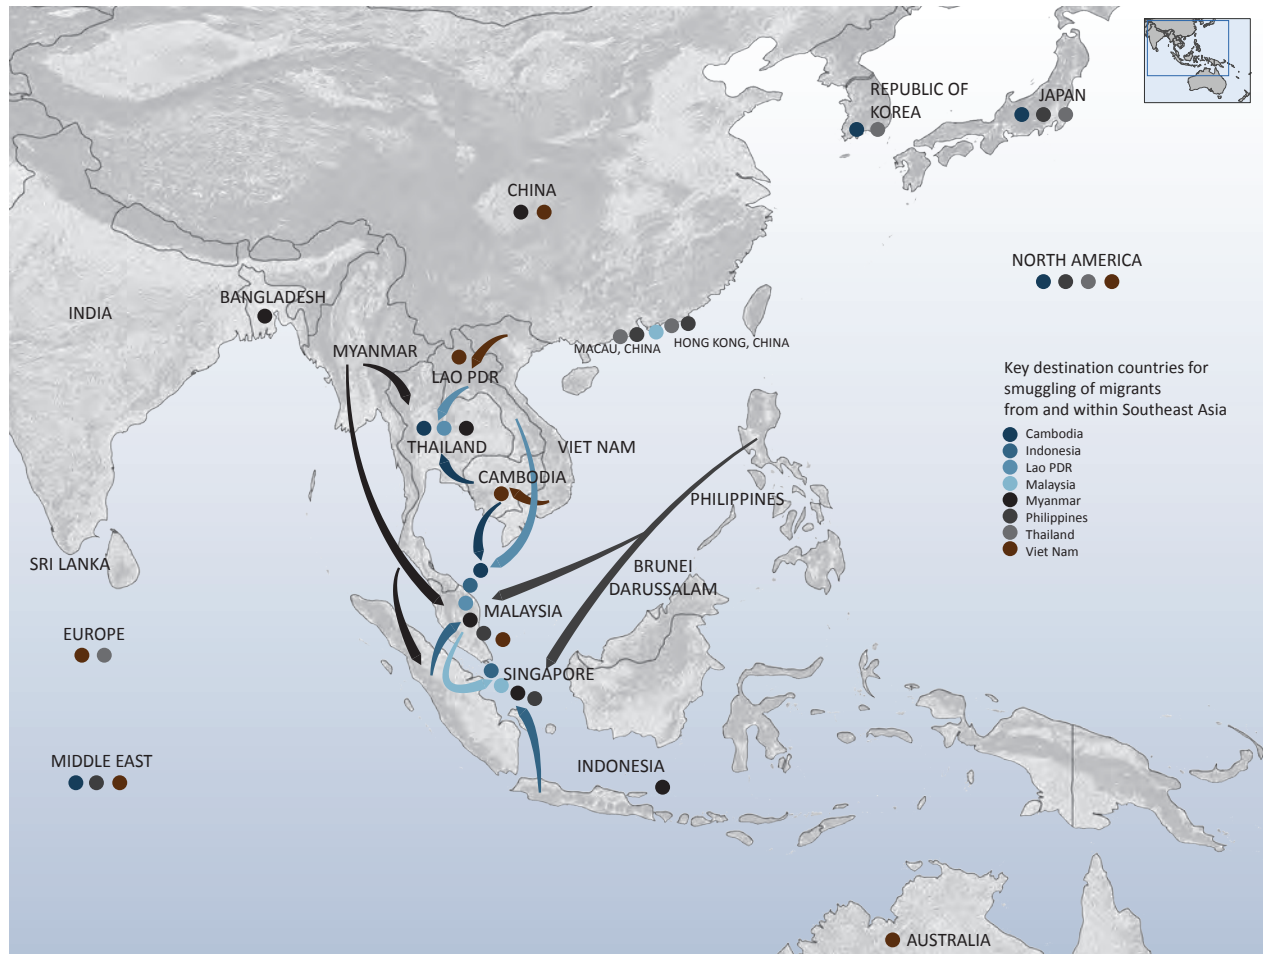 REPUBLIC OF
KOREA
JAPAN
CHINA
NORTH AMERICA
BANGLADESH
INDIA
MACAU, CHINA
HONG KONG, CHINA
MYANMAR
LAO PDR
Key destination countries for
smuggling of migrants
from and within Southeast Asia
Cambodia
Indonesia
Lao PDR
Malaysia
Myanmar
Philippines
Thailand
Viet Nam
THAILAND
VIET NAM
CAMBODIA
PHILIPPINES
SRI LANKA
BRUNEI
DARUSSALAM
MALAYSIA
EUROPE
SINGAPORE
MIDDLE EAST
INDONESIA
AUSTRALIA